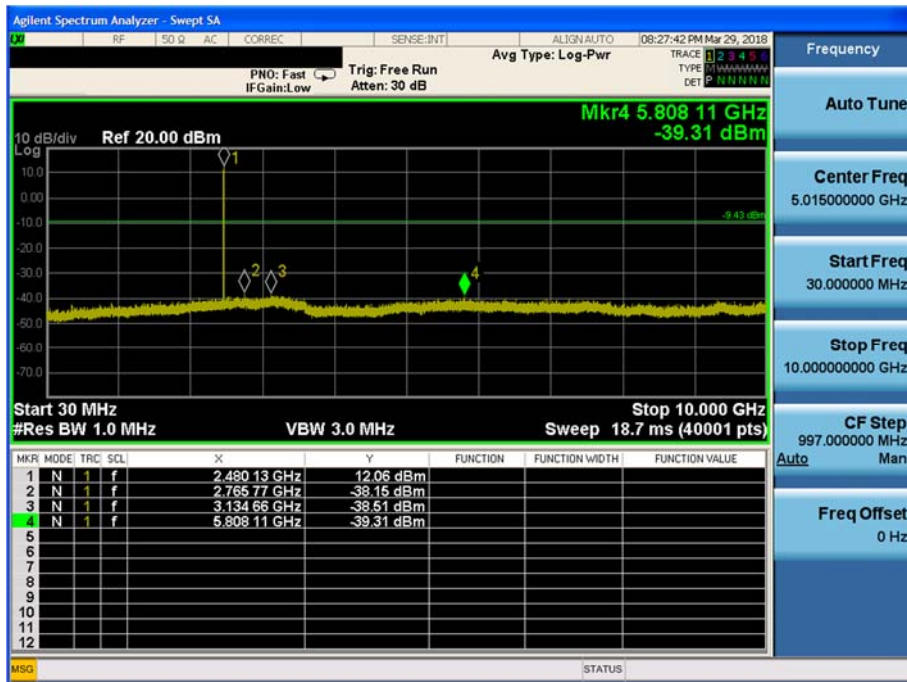 Agilent Spectrum Analyzer - Swept SA
LXI RF 50 Ω AC CORREC SENSE:INT ALIGN AUTO 08:27:42 PM Mar 29, 2018
Frequency
PNO: Fast Trig: Free Run Avg Type: Log-Pwr TRACE 1 2 3 4 5 6
IFGain:Low Atten: 30 dB TYPE M WWWWW
DET P N N N N N
Auto Tune
Mkr4 5.808 11 GHz
-39.31 dBm
10 dB/div Ref 20.00 dBm
Log
10.0
0.00
-10.0
-20.0
-30.0
-40.0
-50.0
-60.0
-70.0
1
2
3
4
-9.43 dBm
Start 30 MHz Stop 10.000 GHz
#Res BW 1.0 MHz VBW 3.0 MHz Sweep 18.7 ms (40001 pts)
Center Freq
5.015000000 GHz
Start Freq
30.000000 MHz
Stop Freq
10.000000000 GHz
CF Step
997.000000 MHz
Auto Man
Freq Offset
0 Hz
MKR MODE TRC SCL X Y FUNCTION FUNCTION WIDTH FUNCTION VALUE
1 N 1 f 2.480 13 GHz 12.06 dBm
2 N 1 f 2.765 77 GHz -38.15 dBm
3 N 1 f 3.134 66 GHz -38.51 dBm
4 N 1 f 5.808 11 GHz -39.31 dBm
5
6
7
8
9
10
11
12
MSG STATUS